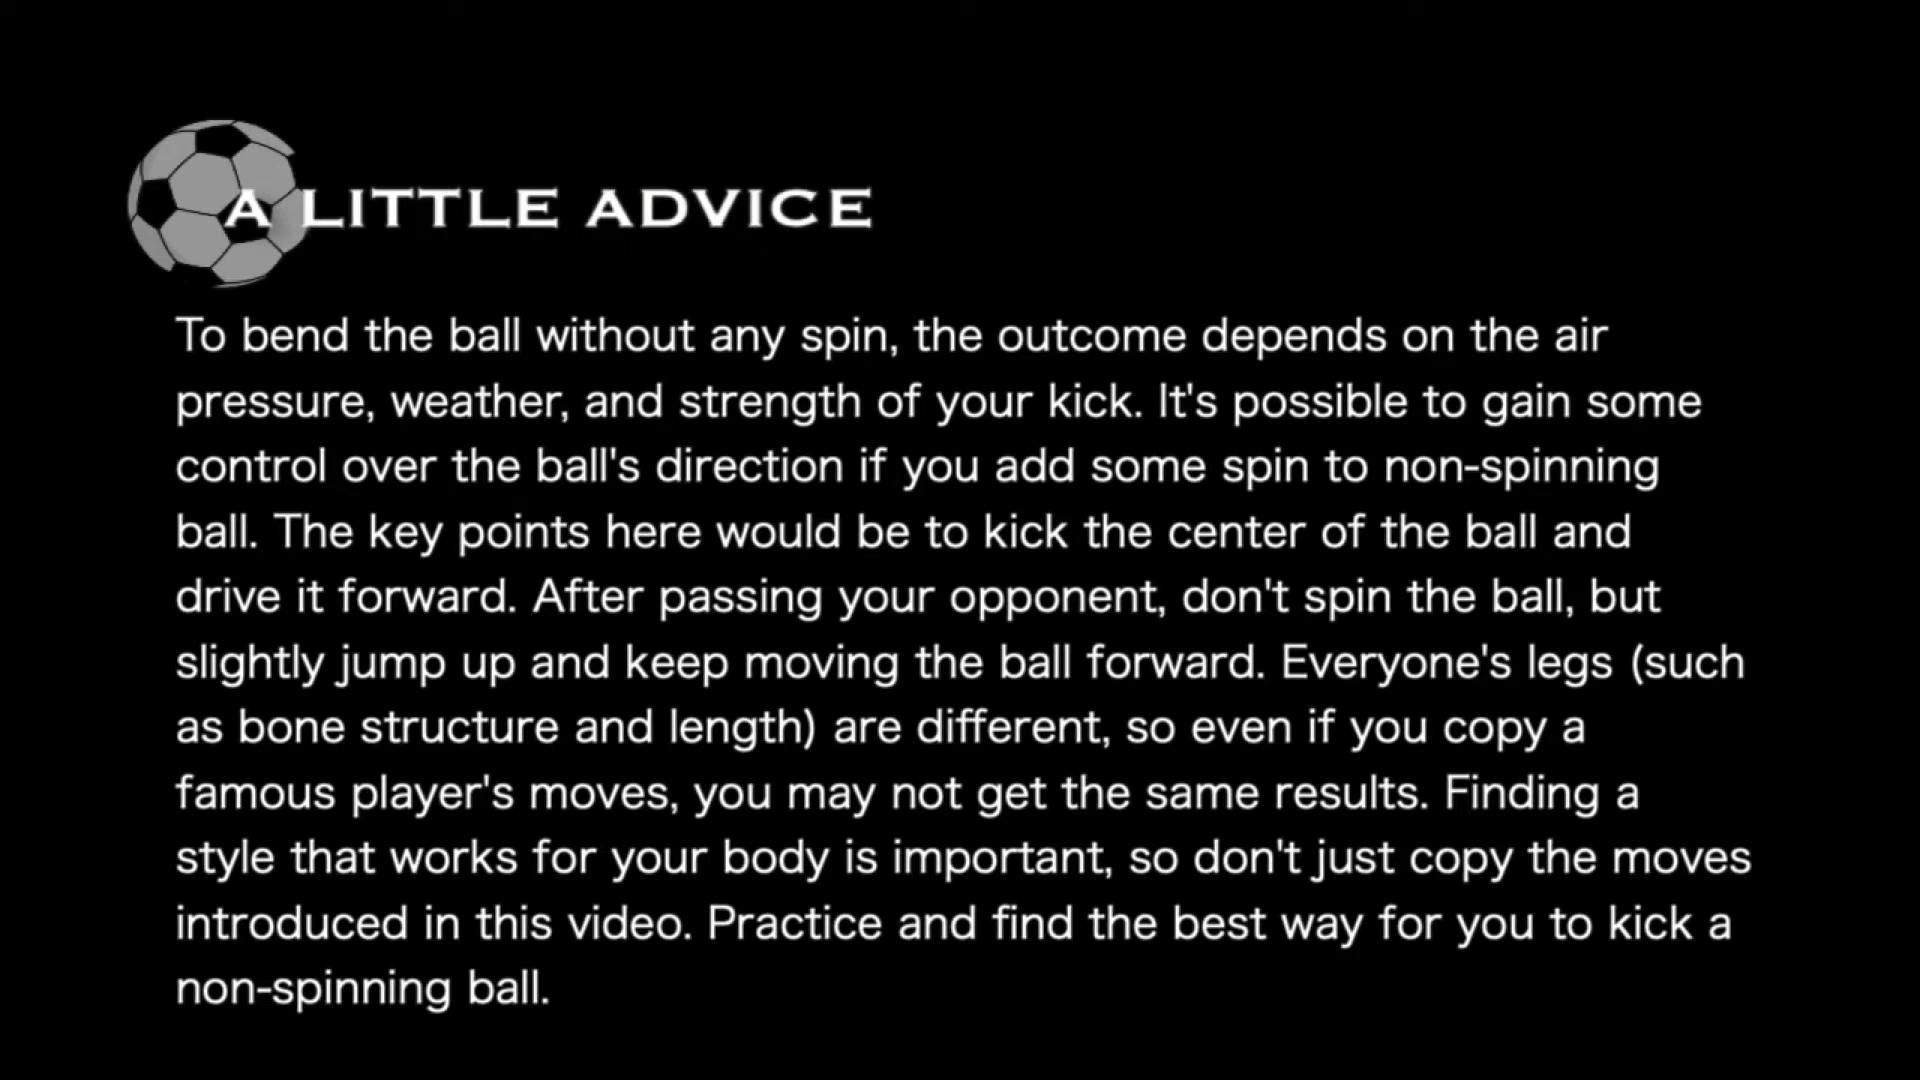 A LITTLE ADVICE
To bend the ball without any spin, the outcome depends on the air
pressure, weather, and strength of your kick. It's possible to gain some
control over the ball's direction if you add some spin to non-spinning
ball. The key points here would be to kick the center of the ball and
drive it forward. After passing your opponent, don't spin the ball, but
slightly jump up and keep moving the ball forward. Everyone's legs (such
as bone structure and length) are different, so even if you copy a
famous player's moves, you may not get the same results. Finding a
style that works for your body is important, so don't just copy the moves
introduced in this video. Practice and find the best way for you to kick a
non-spinning ball.